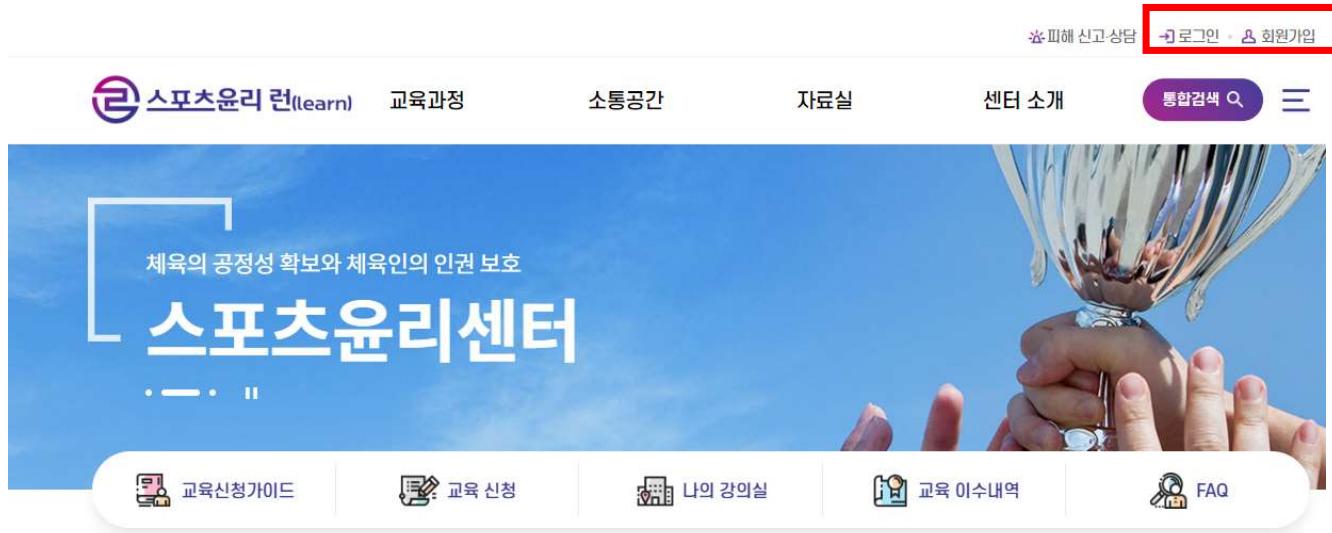 피해 신고·상담 로그인 회원가입
스포츠윤리 런(learn) 교육과정 소통공간 자료실 센터 소개 통합검색
체육의 공정성 확보와 체육인의 인권 보호
스포츠윤리센터
교육신청가이드 교육 신청 나의 강의실 교육 이수내역 FAQ